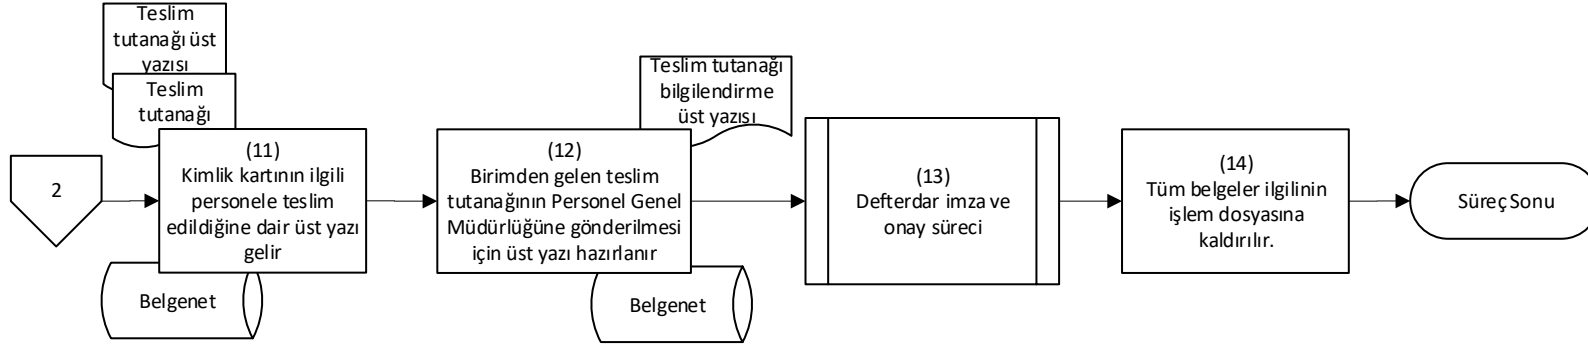 Teslim
tutanağı üst
yazısı
Teslim
tutanağı
2
(11)
Kimlik kartının ilgili
personele teslim
edildiğine dair üst yazı
gelir
Belgenet
Teslim tutanağı
bilgilendirme
üst yazısı
(12)
Birimden gelen teslim
tutanağının Personel Genel
Müdürlüğüne gönderilmesi
için üst yazı hazırlanır
Belgenet
(13)
Defterdar imza ve
onay süreci
(14)
Tüm belgeler ilgilinin
işlem dosyasına
kaldırılır.
Süreç Sonu